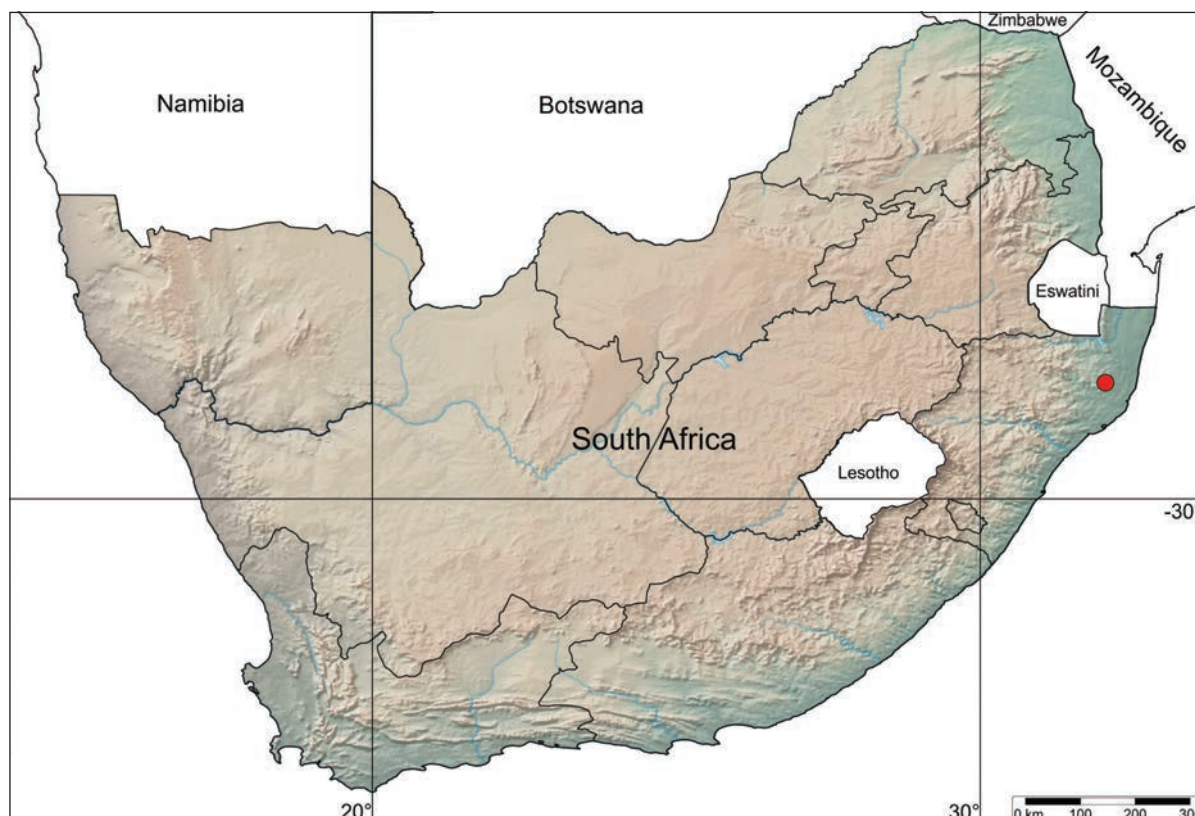 Zimbabwe
Mozambique
Namibia
Botswana
Eswatini
South Africa
Lesotho
-30
20°
30°
0 km 100 200